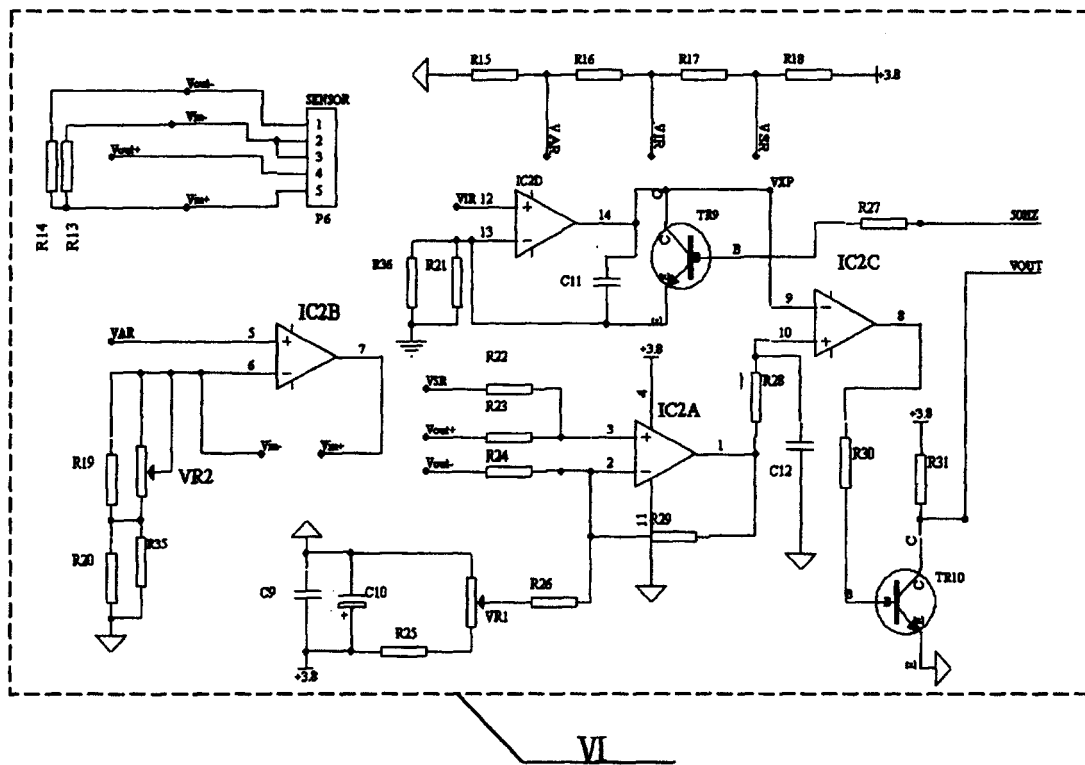 R15 R16 R17 R18 +3.8
VAR VIR VSR
Vout- SENSOR
Vin-
Vout+
Vin+
1
2
3
4
5
P6
R14 R13
IC2D
VIR 12
13 14
R36 R21
C11
C TR9 VXP
B
E
R27 50HZ
VOUT
IC2C
9
10 8
IC2B
VAR 5
6 7
Vin- Vin+
R19 VR2
R20 R35
VSR R22
R23
Vout+ 3
Vout- R24 2
+3.8
4
IC2A
1
11
R29
R28
C12
R30
+3.8
R31
C
C
B B TR10
E
E
C9 C10
+
R25
VR1
R26
+3.8
VI